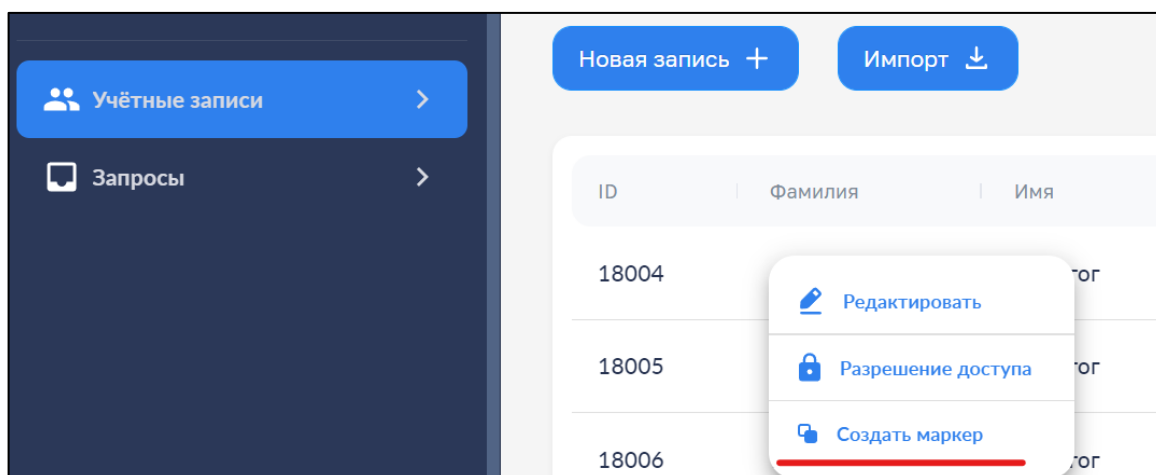 Новая запись
Импорт
Учётные записи
Запросы
ID Фамилия Имя
18004
Редактировать
18005
Разрешение доступа
Создать маркер
18006